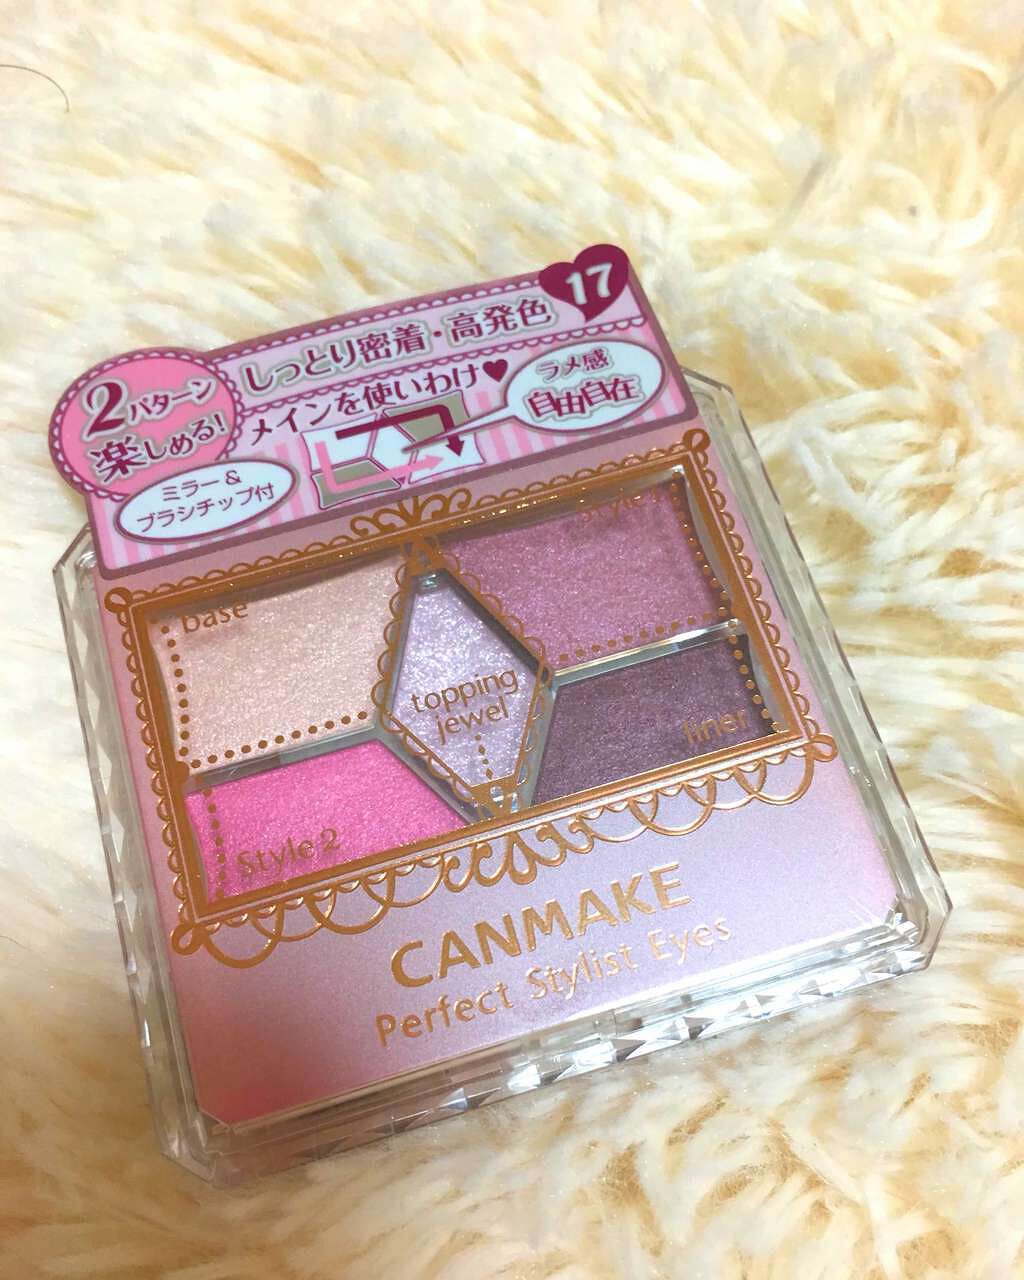 17
しっとり密着・高発色
メインを使いわけ♥
2パターン
楽しめる!
ラメ感
自由自在
ミラー&
ブラシチップ付
base
topping
jewel
liner
Style 2
CANMAKE
Perfect Stylist Eyes